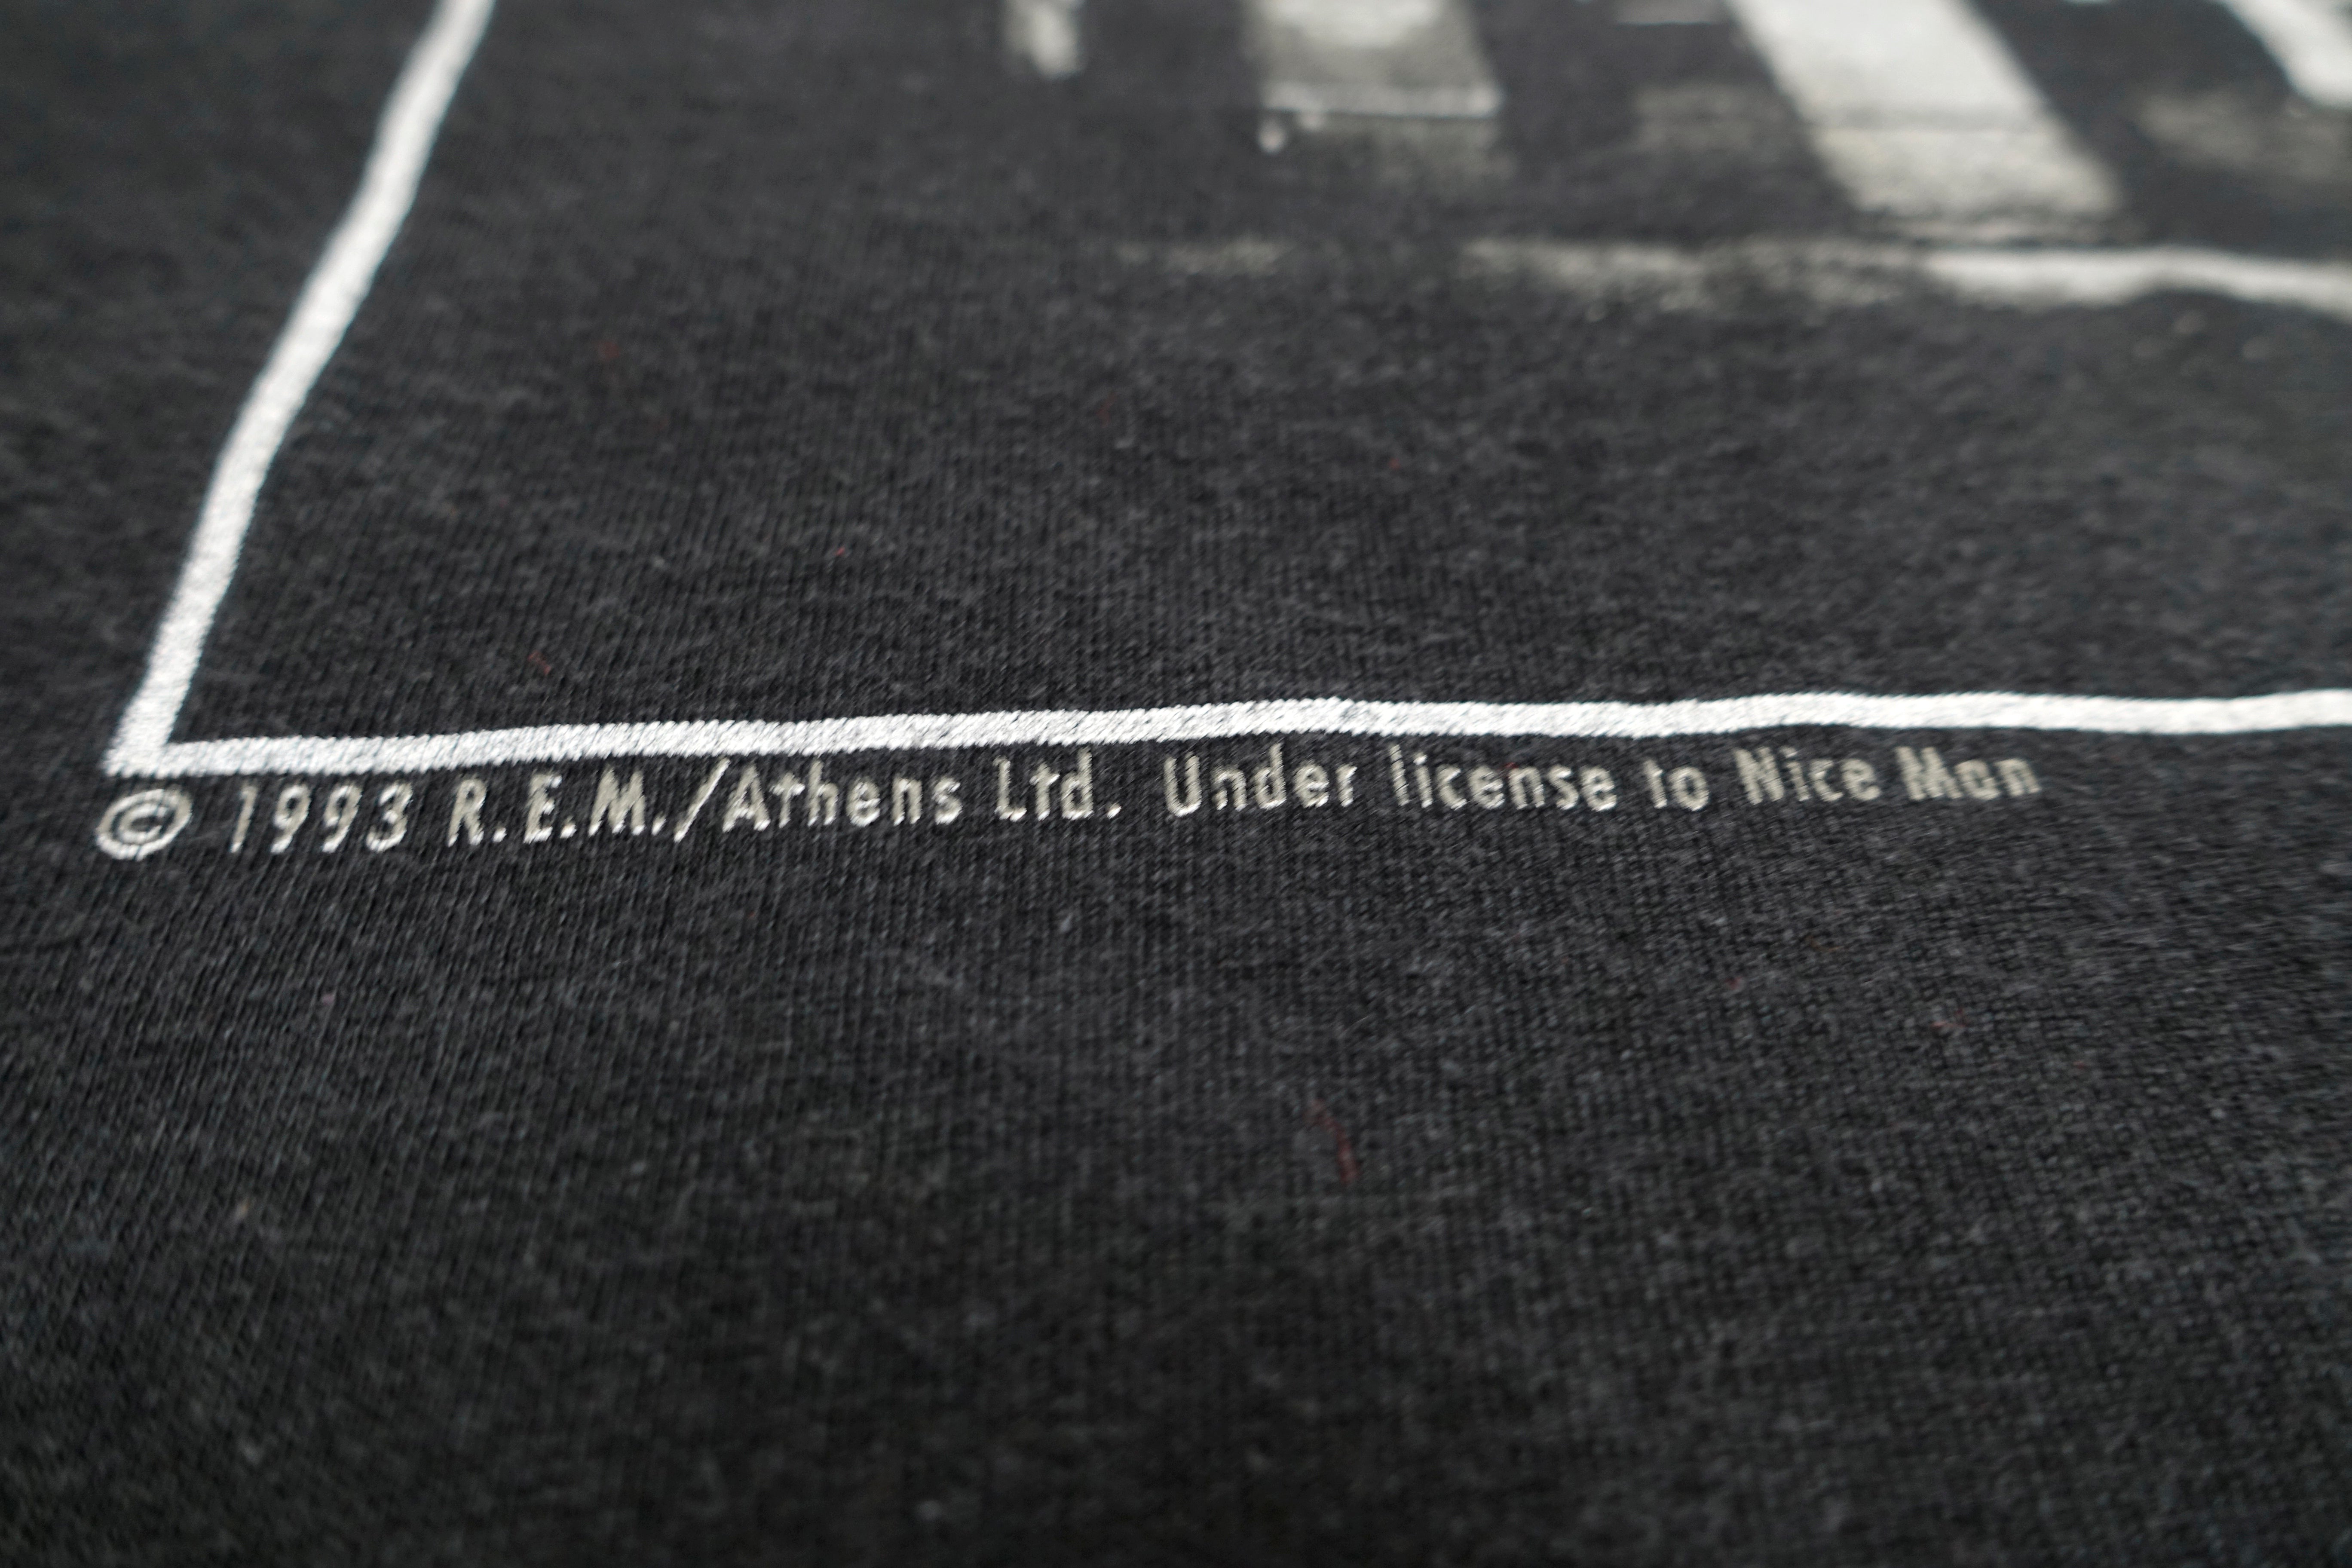 © 1993 R.E.M./Athens Ltd. Under license to Nice Man